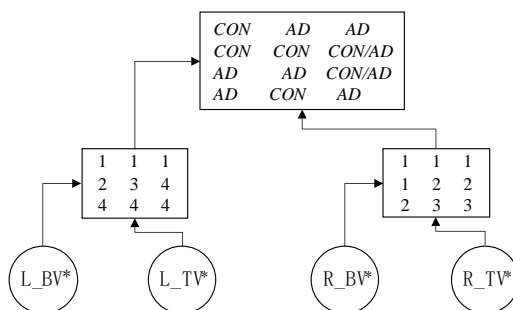 CON AD AD
CON CON CON/AD
AD AD CON/AD
AD CON AD
1 1 1
2 3 4
4 4 4
1 1 1
1 2 2
2 3 3
L_BV*
L_TV*
R_BV*
R_TV*